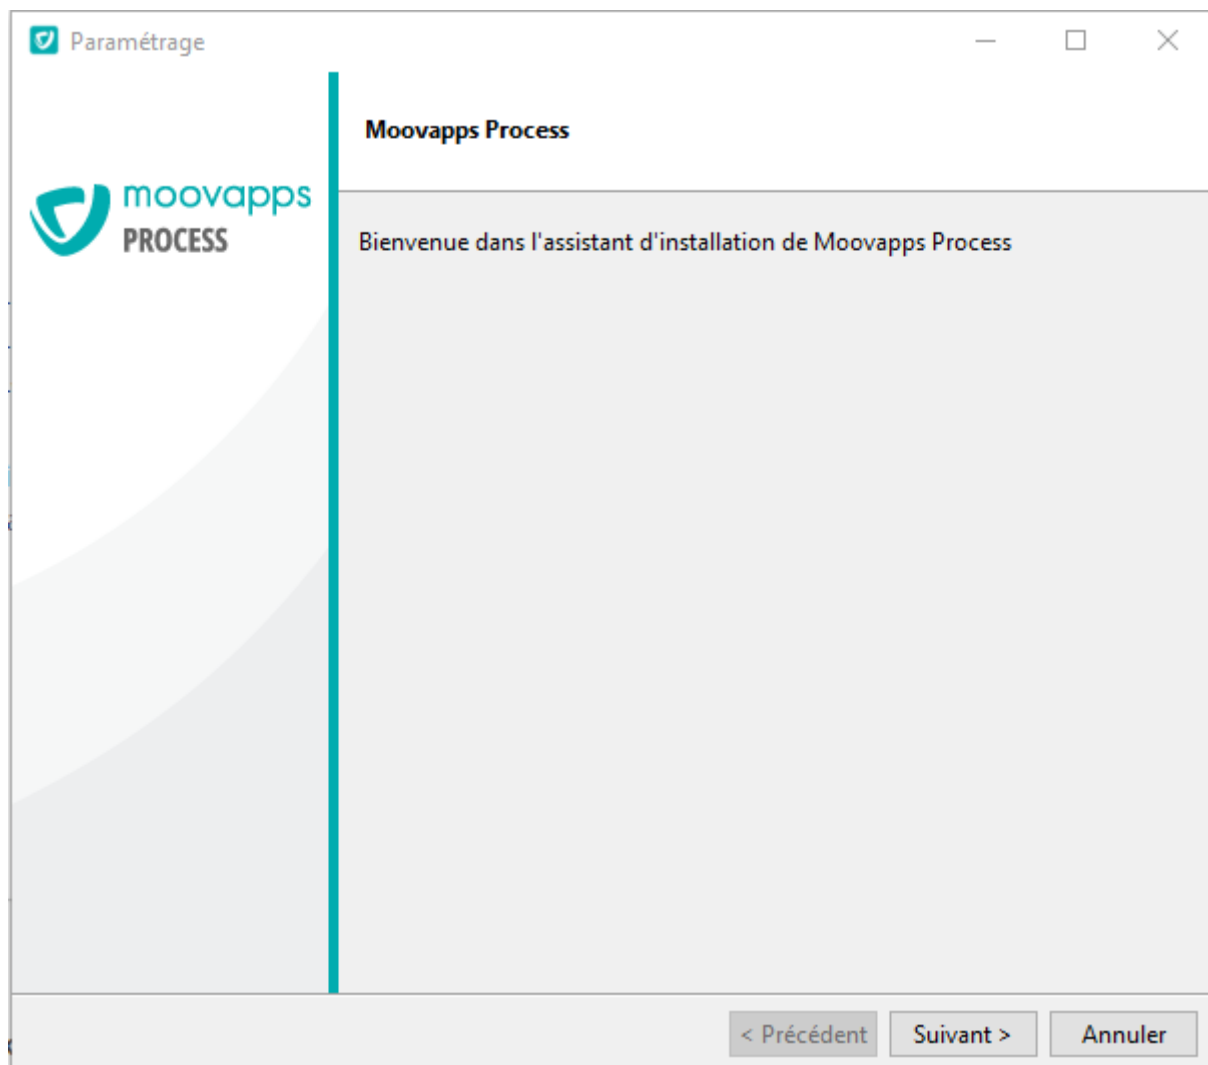 Paramétrage
Moovapps Process
moovapps
PROCESS
Bienvenue dans l'assistant d'installation de Moovapps Process
< Précédent
Suivant >
Annuler